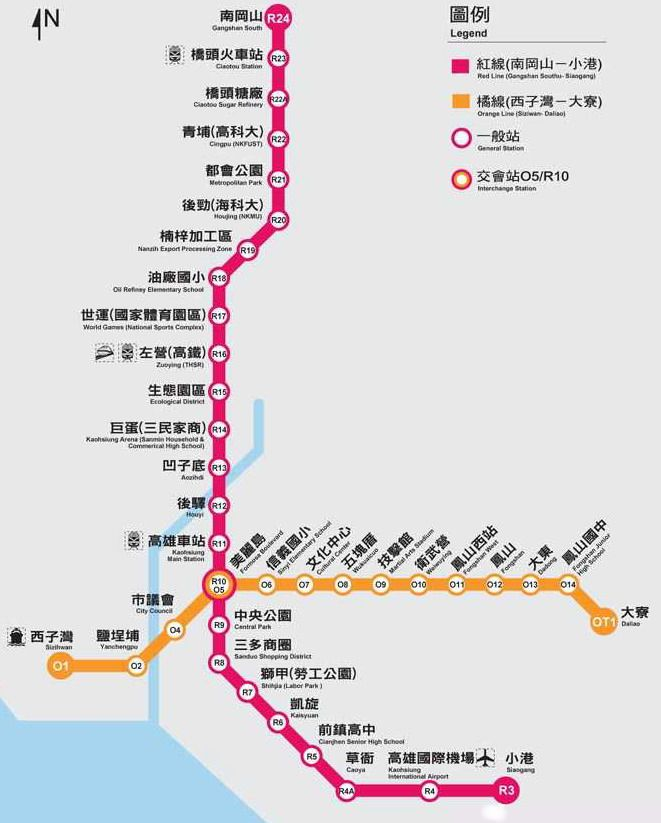 N
南岡山
Gangshan South
R24
橋頭火車站
Ciaotou Station
R23
橋頭糖廠
Ciaotou Sugar Refinery
R22A
青埔(高科大)
Cingpu (NKFUST)
R22
都會公園
Metropolitan Park
R21
後勁(海科大)
Houjing (NKMU)
R20
楠梓加工區
Nanzih Export Processing Zone
R19
油廠國小
Oil Refiney Elementary School
R18
世運(國家體育園區)
World Games (National Sports Complex)
R17
左營(高鐵)
Zuoying (THSR)
R16
生態園區
Ecological District
R15
巨蛋(三民家商)
Kaohsiung Arena (Sanmin Household &
Commerical High School)
R14
凹子底
Aozihdi
R13
後驛
Houyi
R12
高雄車站
Kaohsiung
Main Station
R11
圖例
Legend
紅線(南岡山－小港)
Red Line (Gangshan Southu- Siaogang)
橘線(西子灣－大寮)
Orange Line (Siziwan- Daliao)
一般站
General Station
交會站O5/R10
Interchange Station
美麗島
Formosa Boulevard
R10
O5
信義國小
Sinyi Elementary School
O6
文化中心
Cultural Center
O7
五塊厝
Wukuaicuo
O8
技擊館
Martial Arts Stadium
O9
衛武營
Weiwuying
O10
鳳山西站
Fongshan West
O11
鳳山
Fongshan
O12
大東
Dadong
O13
鳳山國中
Fongshan Junior
High School
O14
大寮
Daliao
OT1
市議會
City Council
O4
鹽埕埔
Yanchengpu
O2
西子灣
Sizihwan
O1
中央公園
Central Park
R9
三多商圈
Sanduo Shopping District
R8
獅甲(勞工公園)
Shihjia (Labor Park )
R7
凱旋
Kaisyuan
R6
前鎮高中
Cianjhen Senior High School
R5
草衙
Caoya
R4A
高雄國際機場
Kaohsiung
International Airport
R4
小港
Siaogang
R3